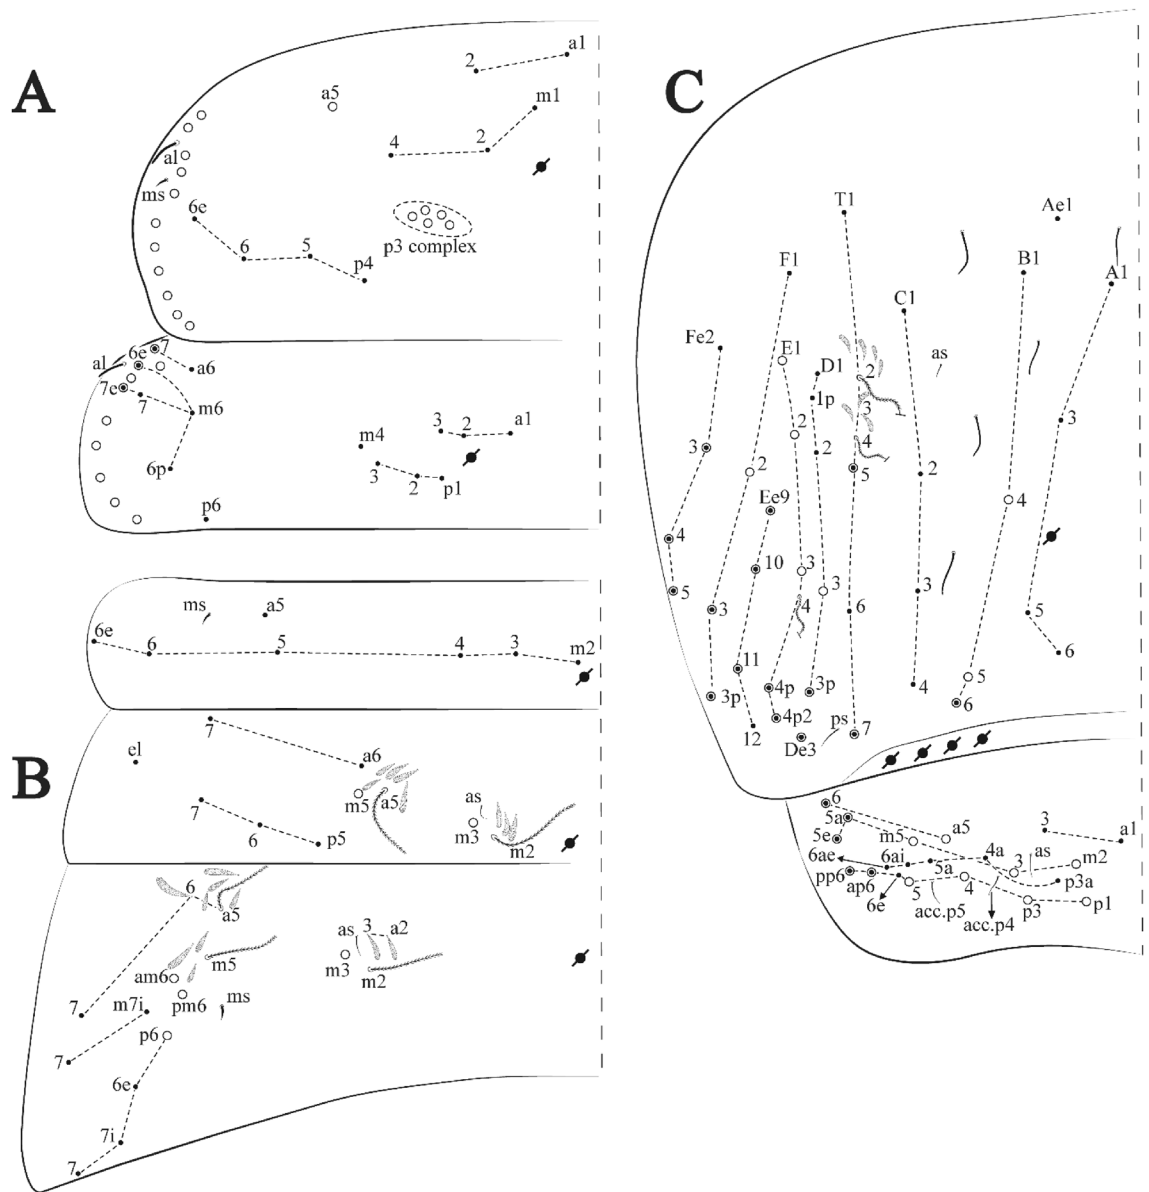 A
a1
2
a5
m1
4
2
al
ms
6e
6
5
p4
p3 complex
7
6e
al
a6
7e
7
m6
6p
p6
m4
3
2
a1
3
2
p1
B
ms
a5
6e
6
5
4
3
m2
7
el
a6
m5
a5
7
6
p5
as
m3
m2
6
a5
m5
am6
pm6
ms
as
3
a2
m3
m2
7
m7i
p6
7
6e
7i
7
C
T1
Ae1
F1
B1
A1
C1
Fe2
E1
D1
as
2
1p
3
3
2
4
3
2
2
5
2
Ee9
4
4
10
3
3
3
5
4
3
6
5
6
11
3p
4p
3p
4
5
6
4p2
12
De3
ps
7
6
5a
5e
m5
a5
3
a1
6ae
6ai
5a
4a
3
as
m2
pp6
ap6
6e
5
4
p3a
acc.p5
acc.p4
p3
p1